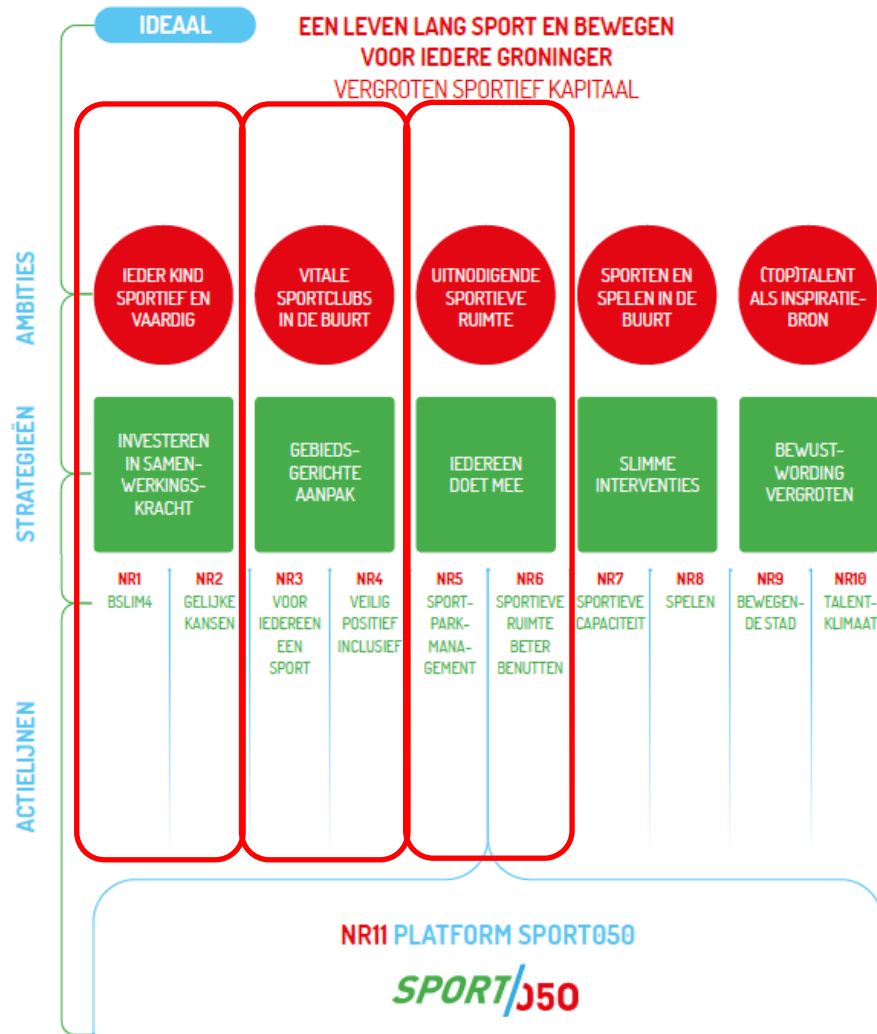 IDEAAL
EEN LEVEN LANG SPORT EN BEWEGEN
VOOR IEDERE GRONINGER
VERGROTEN SPORTIEF KAPITAAL
AMBITIES
IEDER KIND
SPORTIEF EN
VAARDIG
VITALE
SPORTCLUBS
IN DE BUURT
UITNODIGENDE
SPORTIEVE
RUIMTE
SPORTEN EN
SPELEN IN DE
BUURT
(TOP)TALENT
ALS INSPIRATIE-
BRON
STRATEGIEËN
INVESTEREN
IN SAMEN-
WERKINGS-
KRACHT
GEBIEDS-
GERICHTE
AANPAK
IEDEREEN
DOET MEE
SLIMME
INTERVENTIES
BEWUST-
WORDING
VERGROTEN
ACTIELIJNEN
NR1
BSLIM4
NR2
GELIJKE
KANSEN
NR3
VOOR
IEDEREEN
EEN
SPORT
NR4
VEILIG
POSITIEF
INCLUSIEF
NR5
SPORT-
PARK-
MANA-
GEMENT
NR6
SPORTIEVE
RUIMTE
BETER
BENUTTEN
NR7
SPORTIEVE
CAPACITEIT
NR8
SPELEN
NR9
BEWEGEN-
DE STAD
NR10
TALENT-
KLIMAAT
NR11 PLATFORM SPORT050
SPORT/050